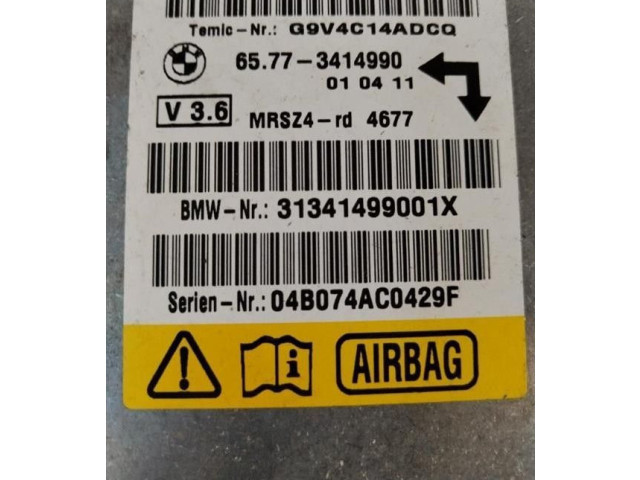 Temic-Nr.: G9V4C14ADCQ
BMW
65.77-3414990
01 04 11
V 3.6
MRSZ4-rd 4677
BMW-Nr.: 31341499001X
Serien-Nr.: 04B074AC0429F
! i AIRBAG